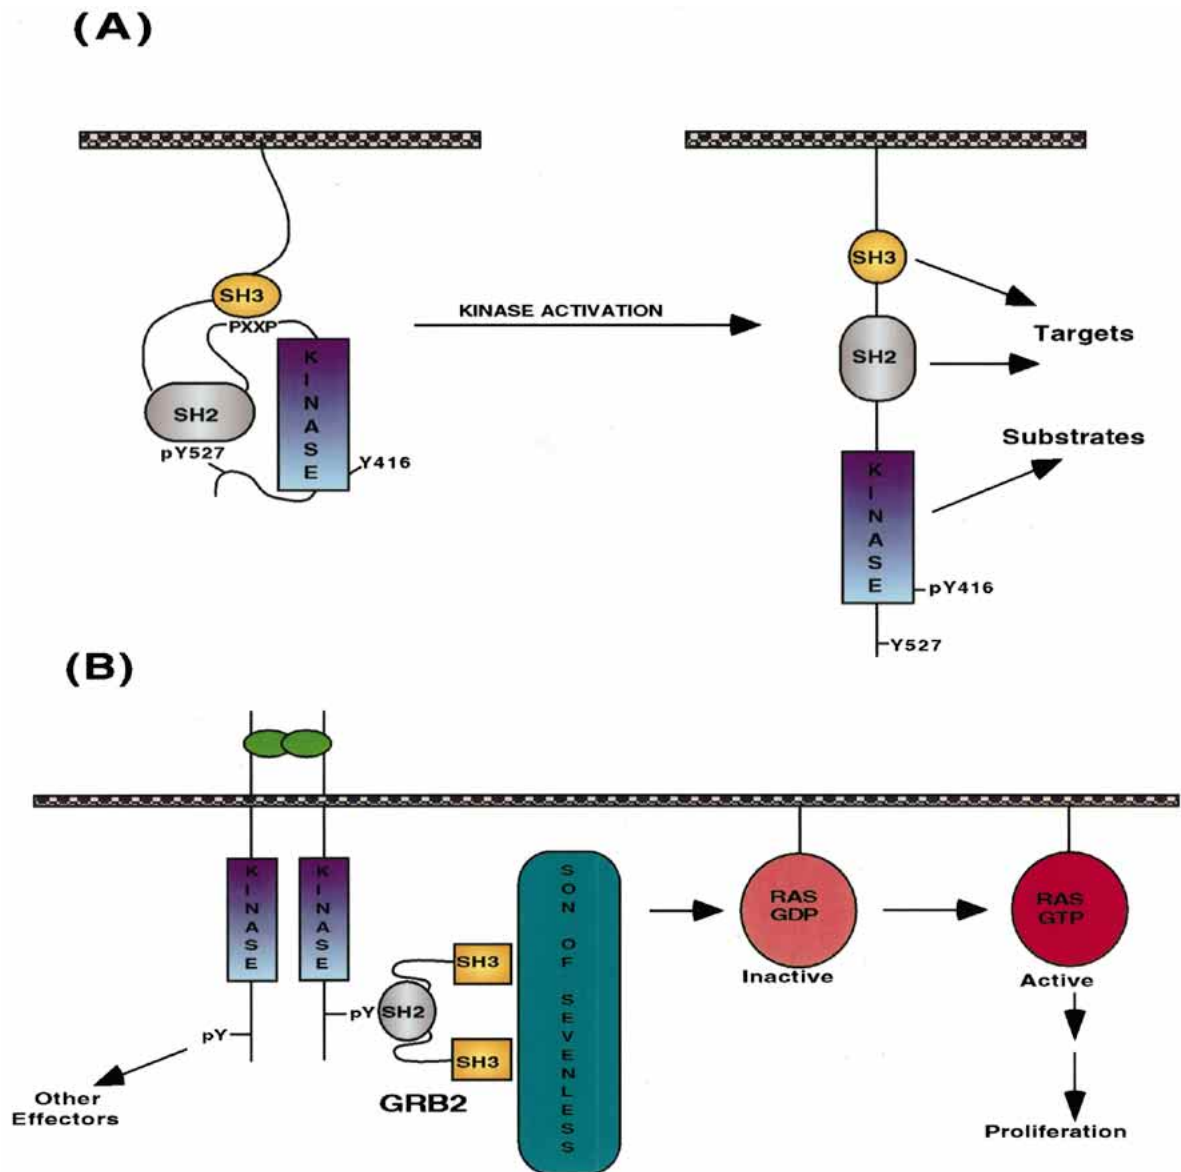 (A)
SH3
PXXP
KINASE
SH2
pY527
Y416
KINASE ACTIVATION
SH3
SH2
KINASE
pY416
Y527
Targets
Substrates
(B)
KINASE
KINASE
pY
pY
SH2
SH3
SH3
GRB2
SON OF SEVENLESS
Other
Effectors
RAS
GDP
Inactive
RAS
GTP
Active
Proliferation